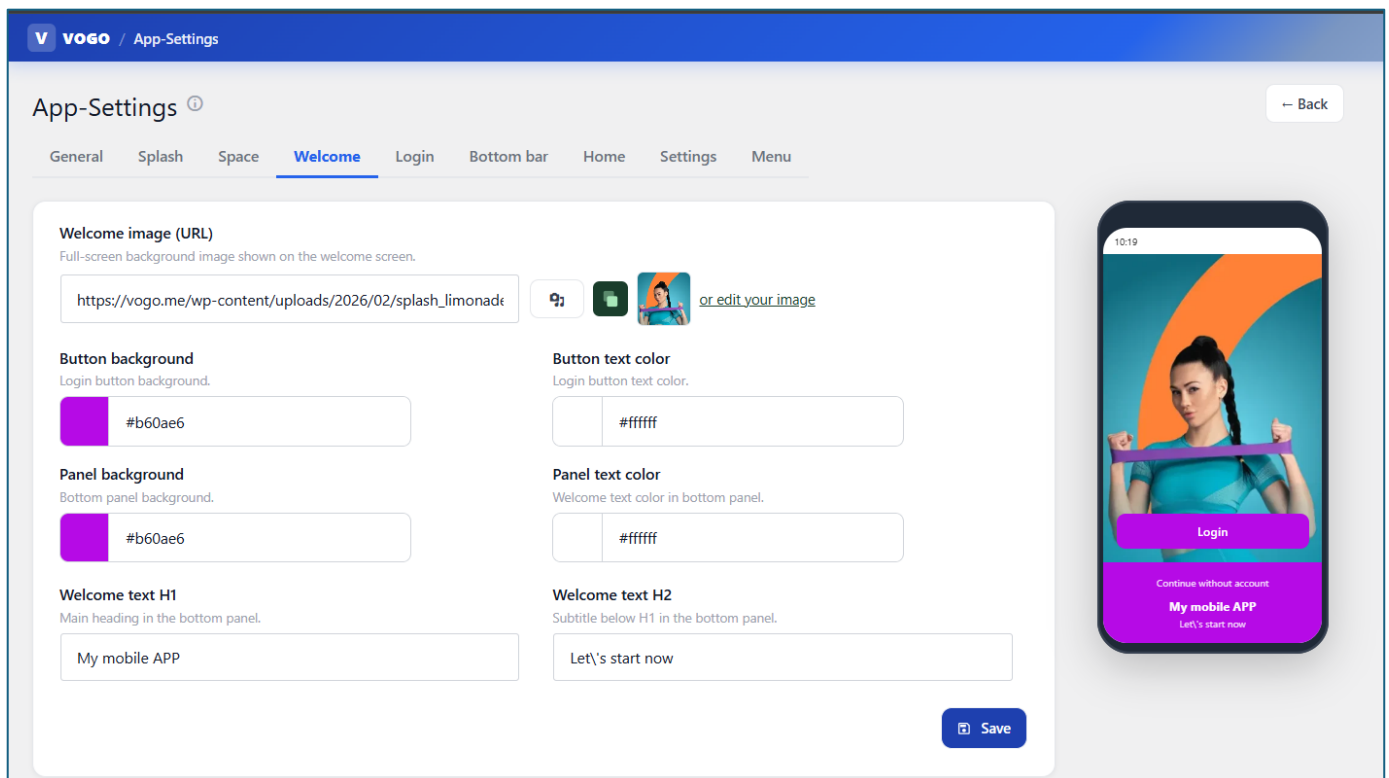 V VOGO / App-Settings
App-Settings
← Back
General Splash Space Welcome Login Bottom bar Home Settings Menu
Welcome image (URL)
Full-screen background image shown on the welcome screen.
https://vogo.me/wp-content/uploads/2026/02/splash_limonade
or edit your image
Button background
Login button background.
#b60ae6
Button text color
Login button text color.
#ffffff
Panel background
Bottom panel background.
#b60ae6
Panel text color
Welcome text color in bottom panel.
#ffffff
Welcome text H1
Main heading in the bottom panel.
My mobile APP
Welcome text H2
Subtitle below H1 in the bottom panel.
Let\'s start now
Save
10:19
Login
Continue without account
My mobile APP
Let\'s start now